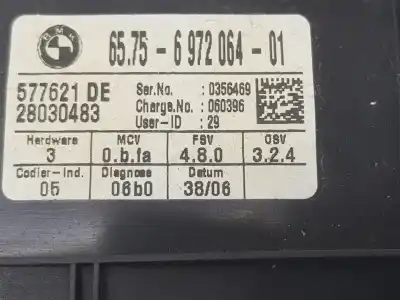 BMW
65.75-6 972 064-01
577621 DE
28030483
Ser.No. : 0356469
Charge.No. : 060396
User-ID : 29
Hardware MCV FSV OSV
3 0.b.1a 4.8.0 3.2.4
Codier-Ind. Diagnose Datum
05 06b0 38/06